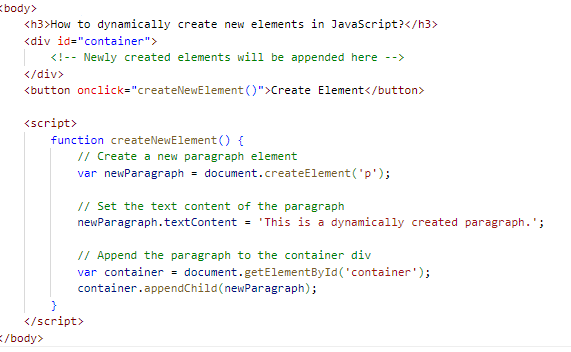 <body>
<h3>How to dynamically create new elements in JavaScript?</h3>
<div id="container">
<!-- Newly created elements will be appended here -->
</div>
<button onclick="createNewElement()">Create Element</button>
<script>
function createNewElement() {
// Create a new paragraph element
var newParagraph = document.createElement('p');
// Set the text content of the paragraph
newParagraph.textContent = 'This is a dynamically created paragraph.';
// Append the paragraph to the container div
var container = document.getElementById('container');
container.appendChild(newParagraph);
}
</script>
</body>